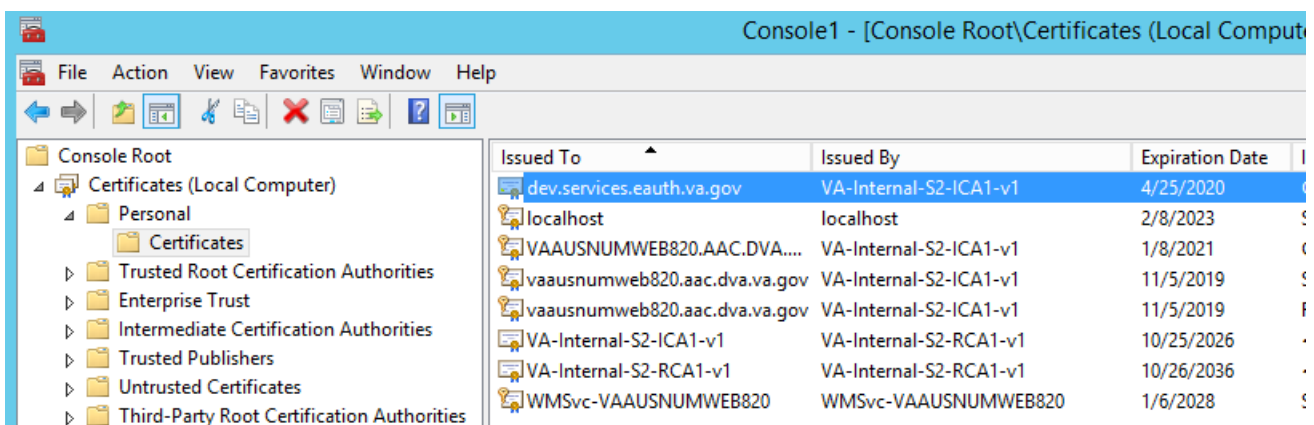 Console1 - [Console Root\Certificates (Local Compute
File Action View Favorites Window Help
Console Root
Certificates (Local Computer)
Personal
Certificates
Trusted Root Certification Authorities
Enterprise Trust
Intermediate Certification Authorities
Trusted Publishers
Untrusted Certificates
Third-Party Root Certification Authorities
Issued To Issued By Expiration Date
dev.services.eauth.va.gov VA-Internal-S2-ICA1-v1 4/25/2020
localhost localhost 2/8/2023
VAAUSNUMWEB820.AAC.DVA.... VA-Internal-S2-ICA1-v1 1/8/2021
vaausnumweb820.aac.dva.va.gov VA-Internal-S2-ICA1-v1 11/5/2019
vaausnumweb820.aac.dva.va.gov VA-Internal-S2-ICA1-v1 11/5/2019
VA-Internal-S2-ICA1-v1 VA-Internal-S2-RCA1-v1 10/25/2026
VA-Internal-S2-RCA1-v1 VA-Internal-S2-RCA1-v1 10/26/2036
WMSvc-VAAUSNUMWEB820 WMSvc-VAAUSNUMWEB820 1/6/2028